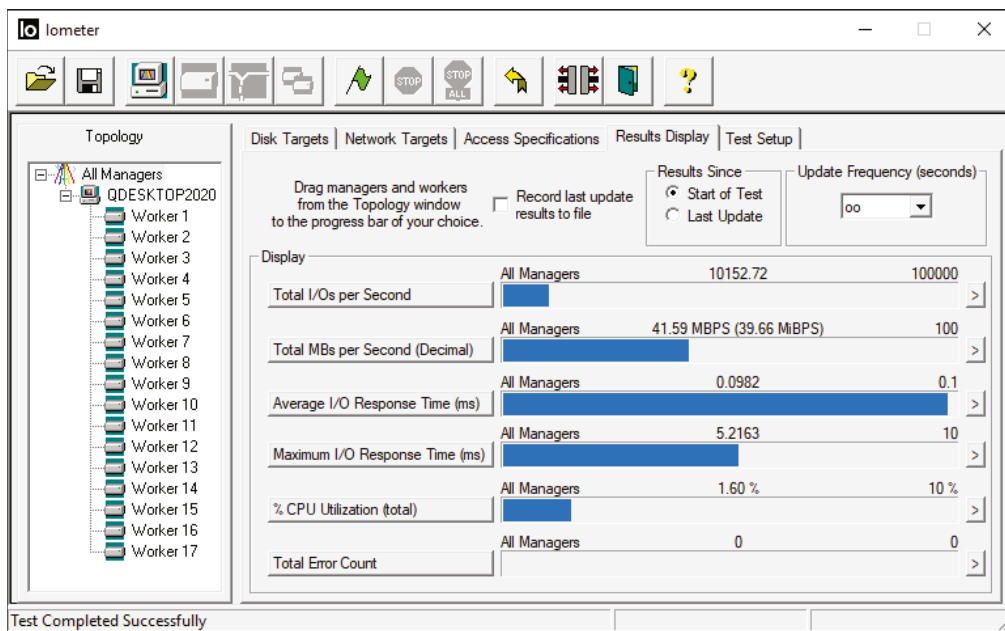 Iometer
STOP
STOP
ALL
Topology
All Managers
QDESKTOP2020
Worker 1
Worker 2
Worker 3
Worker 4
Worker 5
Worker 6
Worker 7
Worker 8
Worker 9
Worker 10
Worker 11
Worker 12
Worker 13
Worker 14
Worker 15
Worker 16
Worker 17
Disk Targets Network Targets Access Specifications Results Display Test Setup
Drag managers and workers
from the Topology window
to the progress bar of your choice.
Record last update
results to file
Results Since
Start of Test
Last Update
Update Frequency (seconds)
oo
Display
All Managers 10152.72 100000
Total I/Os per Second >
All Managers 41.59 MBPS (39.66 MiBPS) 100
Total MBs per Second (Decimal) >
All Managers 0.0982 0.1
Average I/O Response Time (ms) >
All Managers 5.2163 10
Maximum I/O Response Time (ms) >
All Managers 1.60 % 10 %
% CPU Utilization (total) >
All Managers 0 0
Total Error Count >
Test Completed Successfully